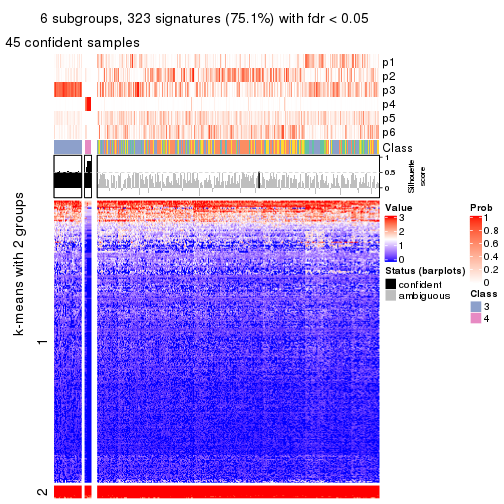 6 subgroups, 323 signatures (75.1%) with fdr < 0.05
45 confident samples
p1
p2
p3
p4
p5
p6
Class
1
0.5
0
Silhouette
score
k-means with 2 groups
1
2
Value
3
2
1
0
Status (barplots)
confident
ambiguous
Prob
1
0.8
0.6
0.4
0.2
0
Class
3
4